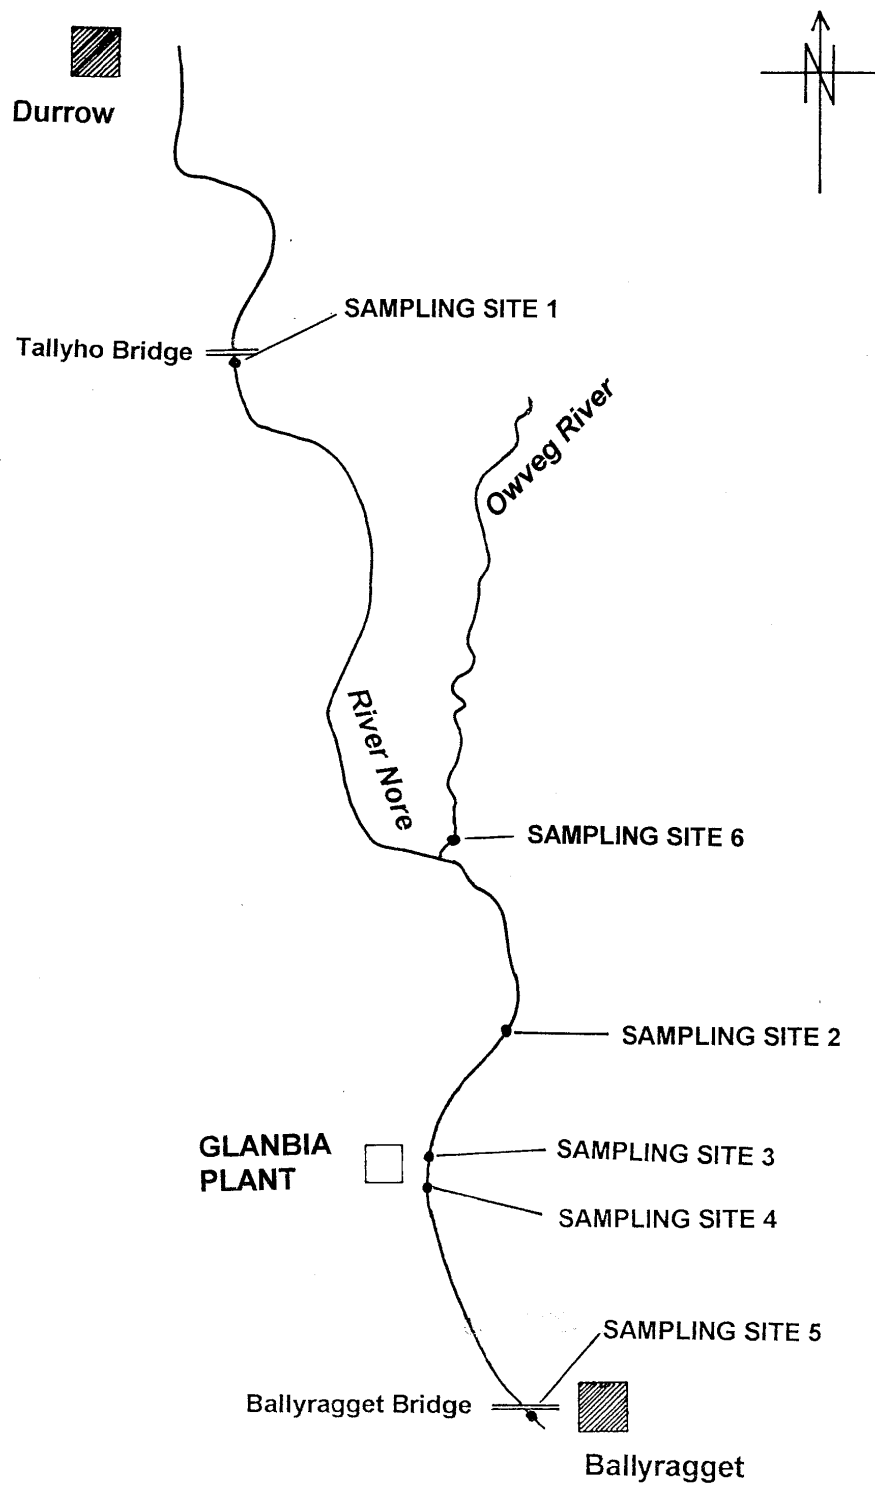 N
Durrow
SAMPLING SITE 1
Tallyho Bridge
Owveg River
River Nore
SAMPLING SITE 6
SAMPLING SITE 2
GLANBIA
PLANT
SAMPLING SITE 3
SAMPLING SITE 4
SAMPLING SITE 5
Ballyragget Bridge
Ballyragget